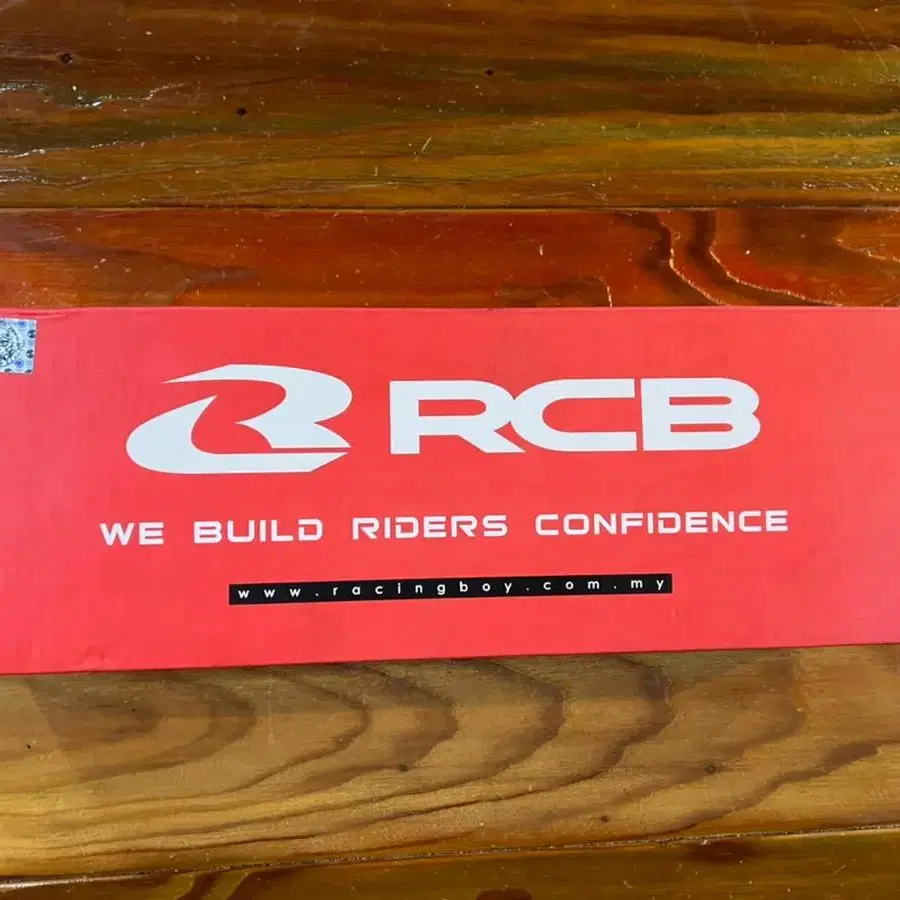 RCB
WE BUILD RIDERS CONFIDENCE
www.racingboy.com.my